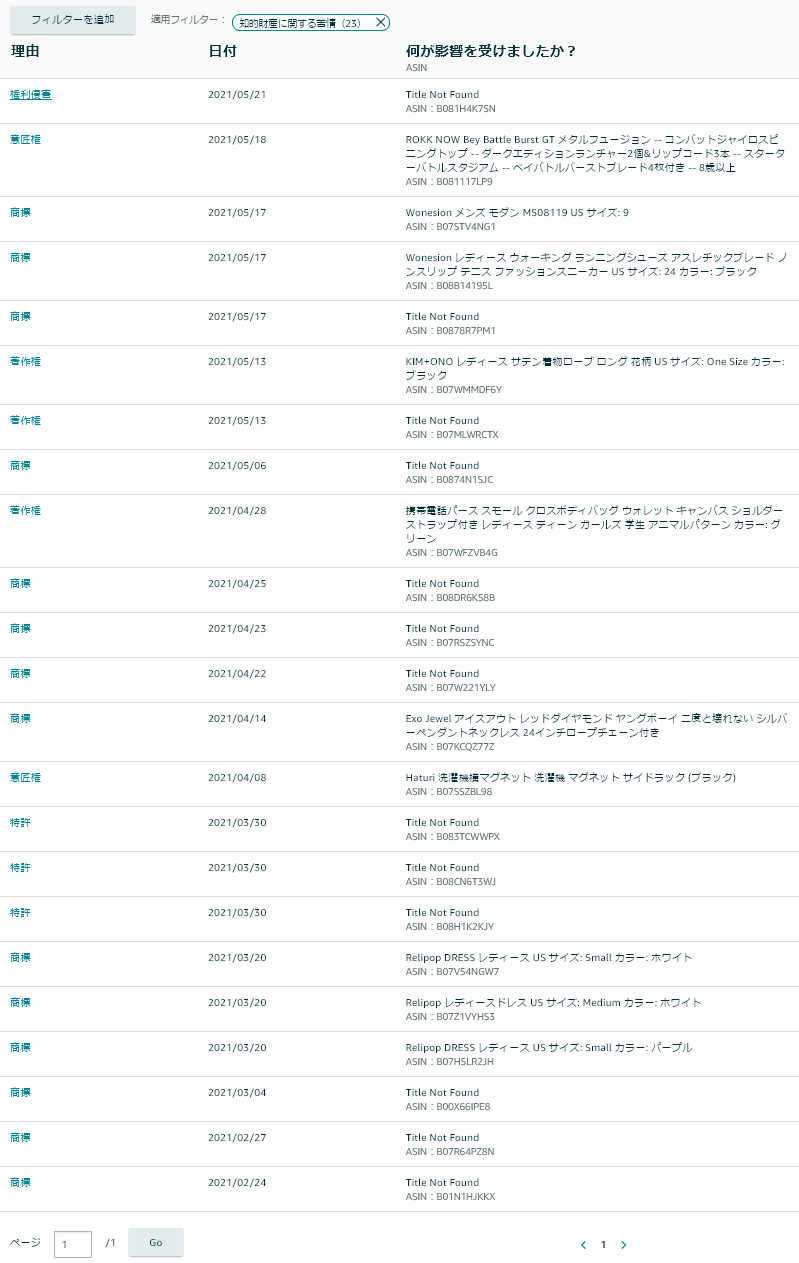 フィルターを追加 適用フィルター： 知的財産に関する苦情（23） ✕
理由 日付 何が影響を受けましたか？
ASIN
権利侵害 2021/05/21 Title Not Found
ASIN：B081H4K7SN
意匠権 2021/05/18 ROKK NOW Bey Battle Burst GT メタルフュージョン -- コンバットジャイロスピ
ニングトップ -- ダークエディションランチャー2個&リップコード3本 -- スターター
バトルスタジアム -- ベイバトルバーストブレード4枚付き -- 8歳以上
ASIN：B081117LP9
商標 2021/05/17 Wonesion メンズ モダン MS08119 US サイズ: 9
ASIN：B07STV4NG1
商標 2021/05/17 Wonesion レディース ウォーキング ランニングシューズ アスレチックブレード ノ
ンスリップ テニス ファッションスニーカー US サイズ: 24 カラー: ブラック
ASIN：B08B14195L
商標 2021/05/17 Title Not Found
ASIN：B0878R7PM1
著作権 2021/05/13 KIM+ONO レディース サテン着物ローブ ロング 花柄 US サイズ: One Size カラー:
ブラック
ASIN：B07WMMDF6Y
著作権 2021/05/13 Title Not Found
ASIN：B07MLWRCTX
商標 2021/05/06 Title Not Found
ASIN：B0874N1SJC
著作権 2021/04/28 携帯電話パース スモール クロスボディバッグ ウォレット キャンバス ショルダー
ストラップ付き レディース ティーン ガールズ 学生 アニマルパターン カラー: グ
リーン
ASIN：B07WFZVB4G
商標 2021/04/25 Title Not Found
ASIN：B08DR6K58B
商標 2021/04/23 Title Not Found
ASIN：B07RSZSYNC
商標 2021/04/22 Title Not Found
ASIN：B07W221YLY
商標 2021/04/14 Exo Jewel アイスアウト レッドダイヤモンド ヤングボーイ 二度と壊れない シルバ
ーペンダントネックレス 24インチロープチェーン付き
ASIN：B07KCQZ77Z
意匠権 2021/04/08 Haturi 洗濯機横マグネット 洗濯機 マグネット サイドラック (ブラック)
ASIN：B07SSZBL98
特許 2021/03/30 Title Not Found
ASIN：B083TCWWPX
特許 2021/03/30 Title Not Found
ASIN：B08CN6T3WJ
特許 2021/03/30 Title Not Found
ASIN：B08H1K2KJY
商標 2021/03/20 Relipop DRESS レディース US サイズ: Small カラー: ホワイト
ASIN：B07V54NGW7
商標 2021/03/20 Relipop レディースドレス US サイズ: Medium カラー: ホワイト
ASIN：B07Z1VYHS3
商標 2021/03/20 Relipop DRESS レディース US サイズ: Small カラー: パープル
ASIN：B07H5LR2JH
商標 2021/03/04 Title Not Found
ASIN：B00X66IPE8
商標 2021/02/27 Title Not Found
ASIN：B07R64PZ8N
商標 2021/02/24 Title Not Found
ASIN：B01N1HJKKX
ページ 1 /1 Go 1